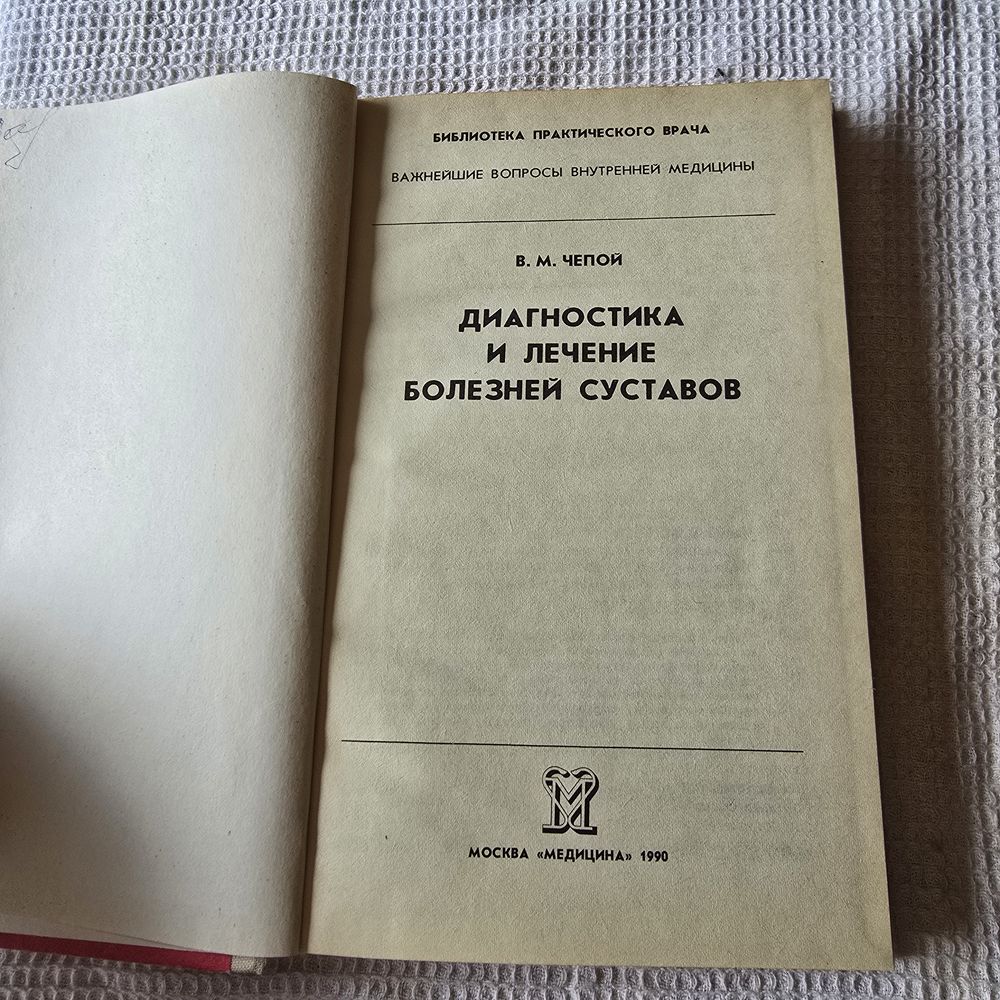 БИБЛИОТЕКА ПРАКТИЧЕСКОГО ВРАЧА
ВАЖНЕЙШИЕ ВОПРОСЫ ВНУТРЕННЕЙ МЕДИЦИНЫ
В. М. ЧЕПОЙ
ДИАГНОСТИКА
И ЛЕЧЕНИЕ
БОЛЕЗНЕЙ СУСТАВОВ
МОСКВА «МЕДИЦИНА» 1990